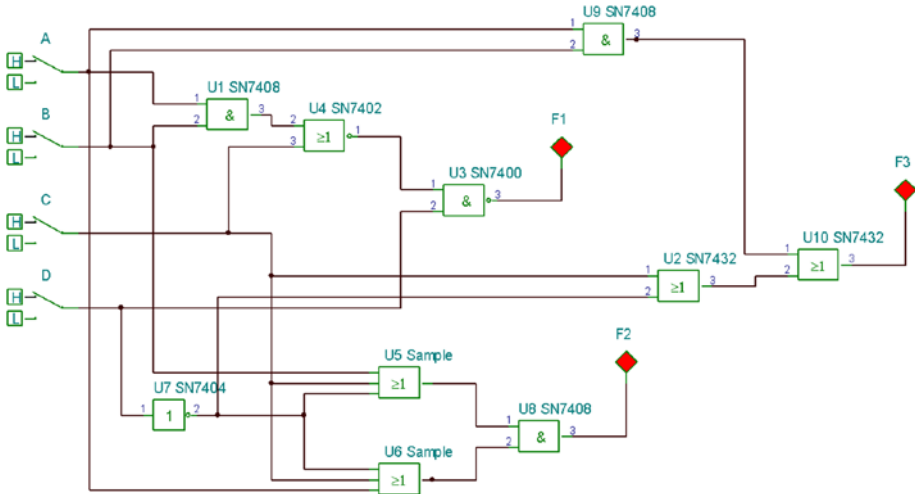 U9 SN7408
1
2
&
3
A
H
L
U1 SN7408
1
2
&
3
U4 SN7402
2
3
≥1
1
B
H
L
F1
U3 SN7400
1
2
&
3
F3
C
H
L
U10 SN7432
1
2
≥1
3
U2 SN7432
1
2
≥1
3
D
H
L
F2
U5 Sample
≥1
U7 SN7404
1
1
2
U8 SN7408
1
2
&
3
U6 Sample
≥1